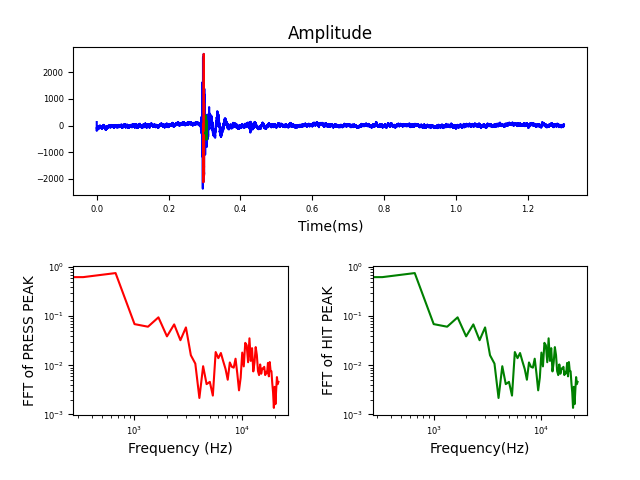 Amplitude
2000
1000
0
−1000
−2000
0.0 0.2 0.4 0.6 0.8 1.0 1.2
Time(ms)
FFT of PRESS PEAK
10⁰
10⁻¹
10⁻²
10⁻³
10³ 10⁴
Frequency (Hz)
FFT of HIT PEAK
10⁰
10⁻¹
10⁻²
10⁻³
10³ 10⁴
Frequency(Hz)